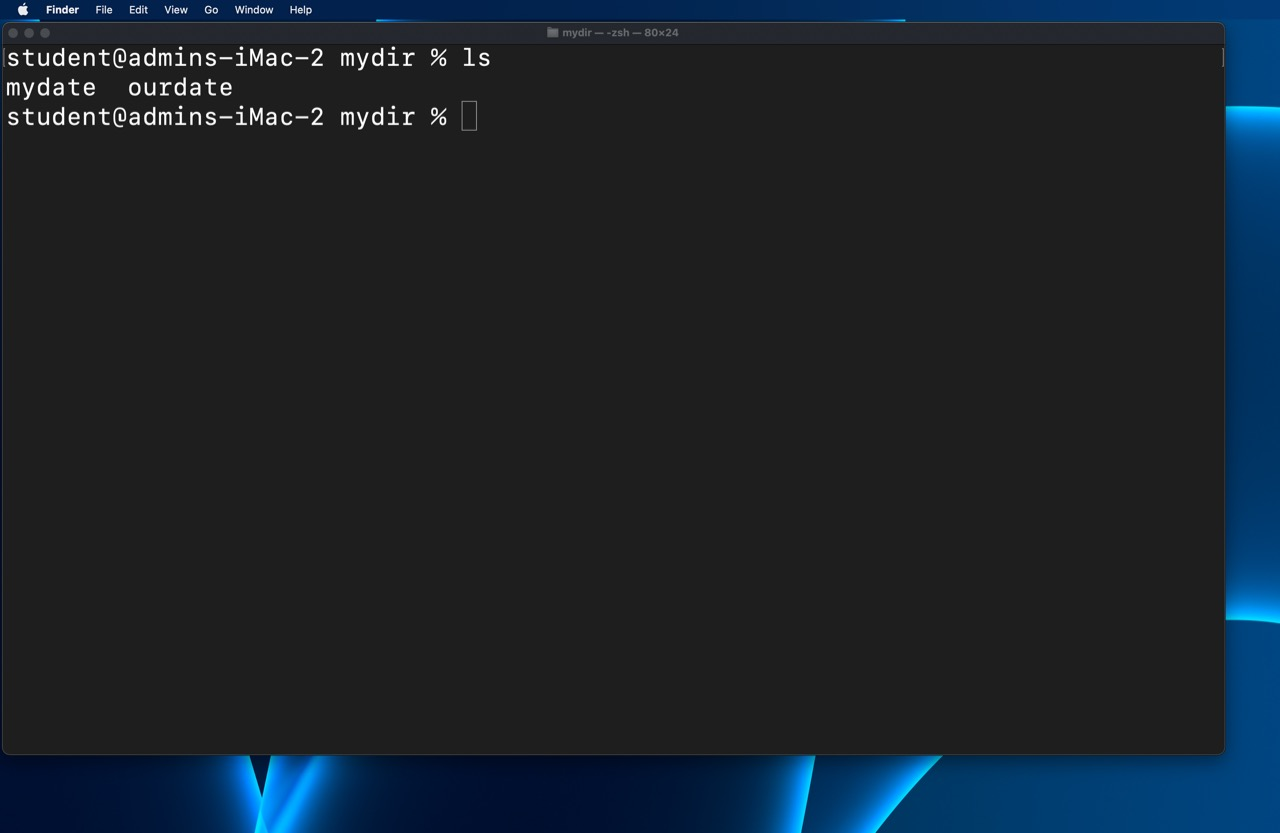 Finder File Edit View Go Window Help
mydir — -zsh — 80×24
student@admins-iMac-2 mydir % ls
mydate ourdate
student@admins-iMac-2 mydir %